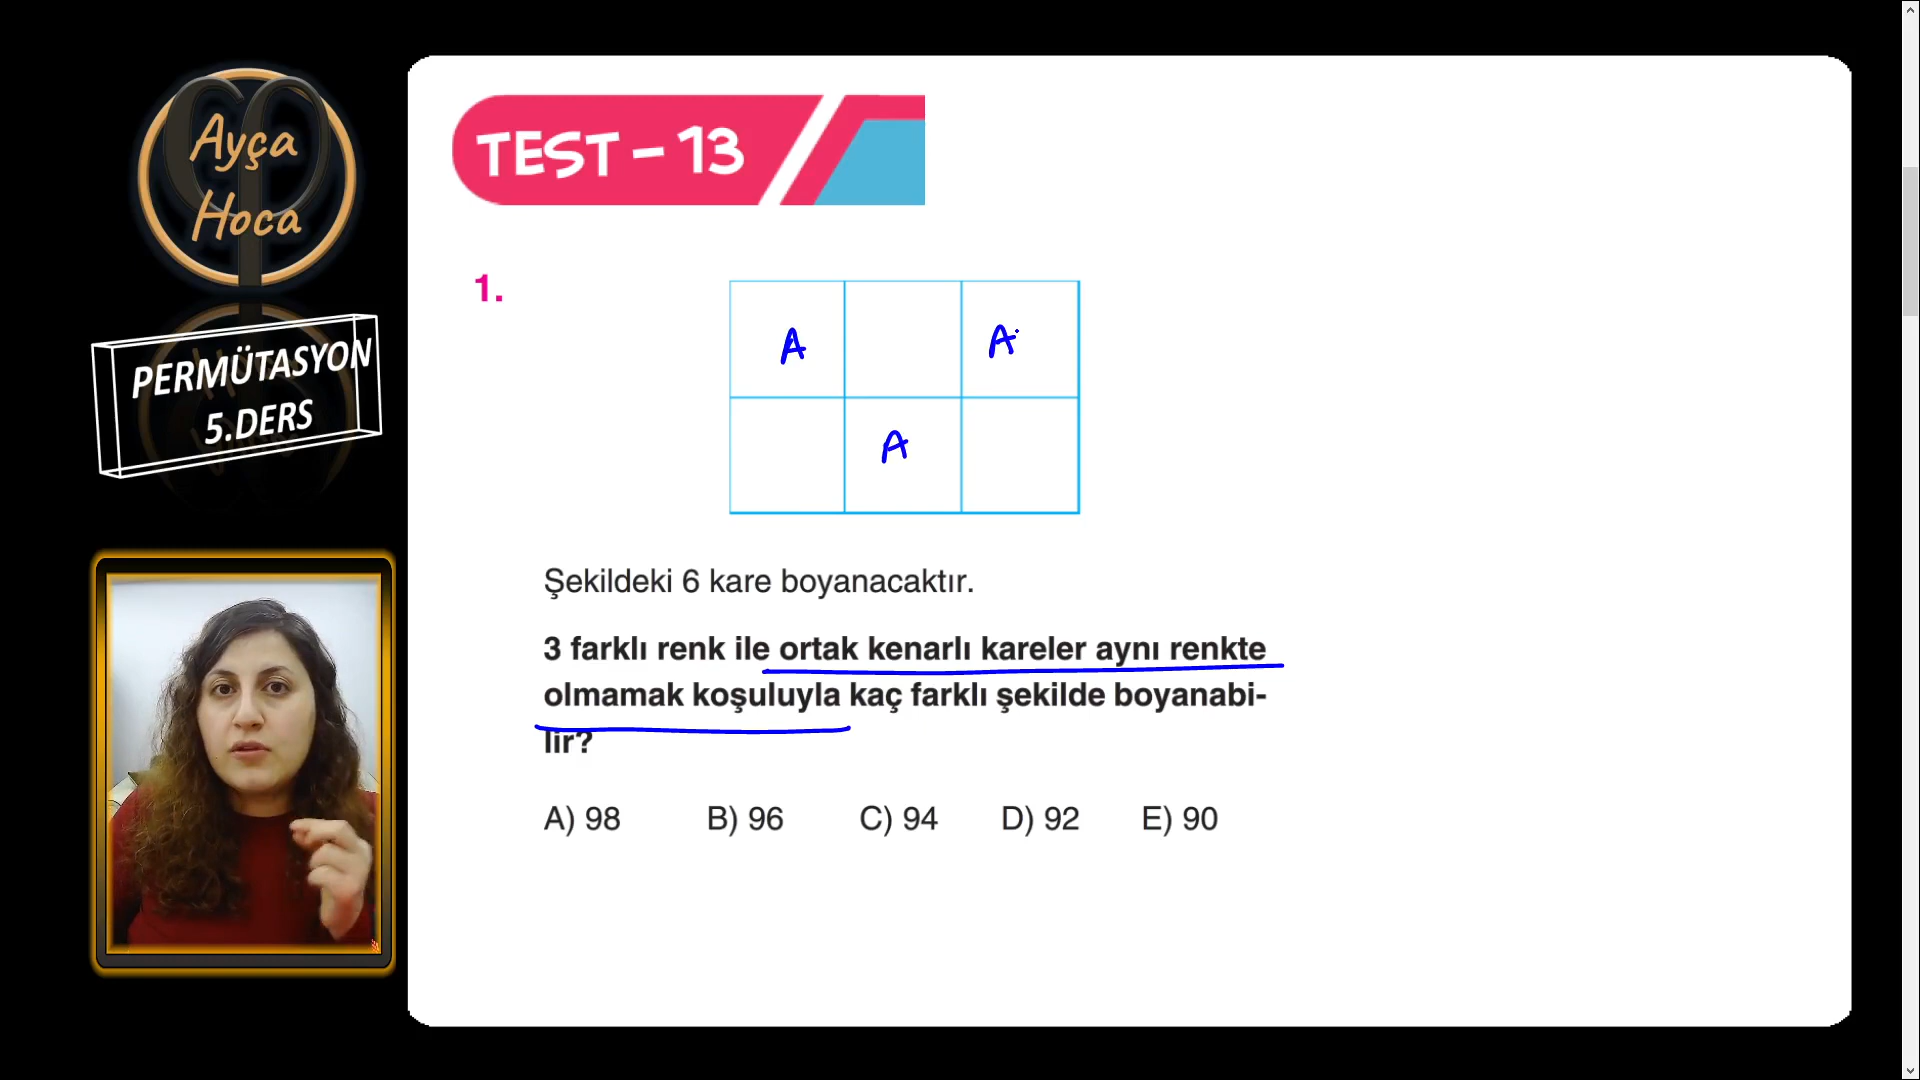 Ayça
Hoca
PERMÜTASYON
5.DERS
TEST – 13
1.
A
A
A
Şekildeki 6 kare boyanacaktır.
3 farklı renk ile ortak kenarlı kareler aynı renkte
olmamak koşuluyla kaç farklı şekilde boyanabi-
lir?
A) 98 B) 96 C) 94 D) 92 E) 90